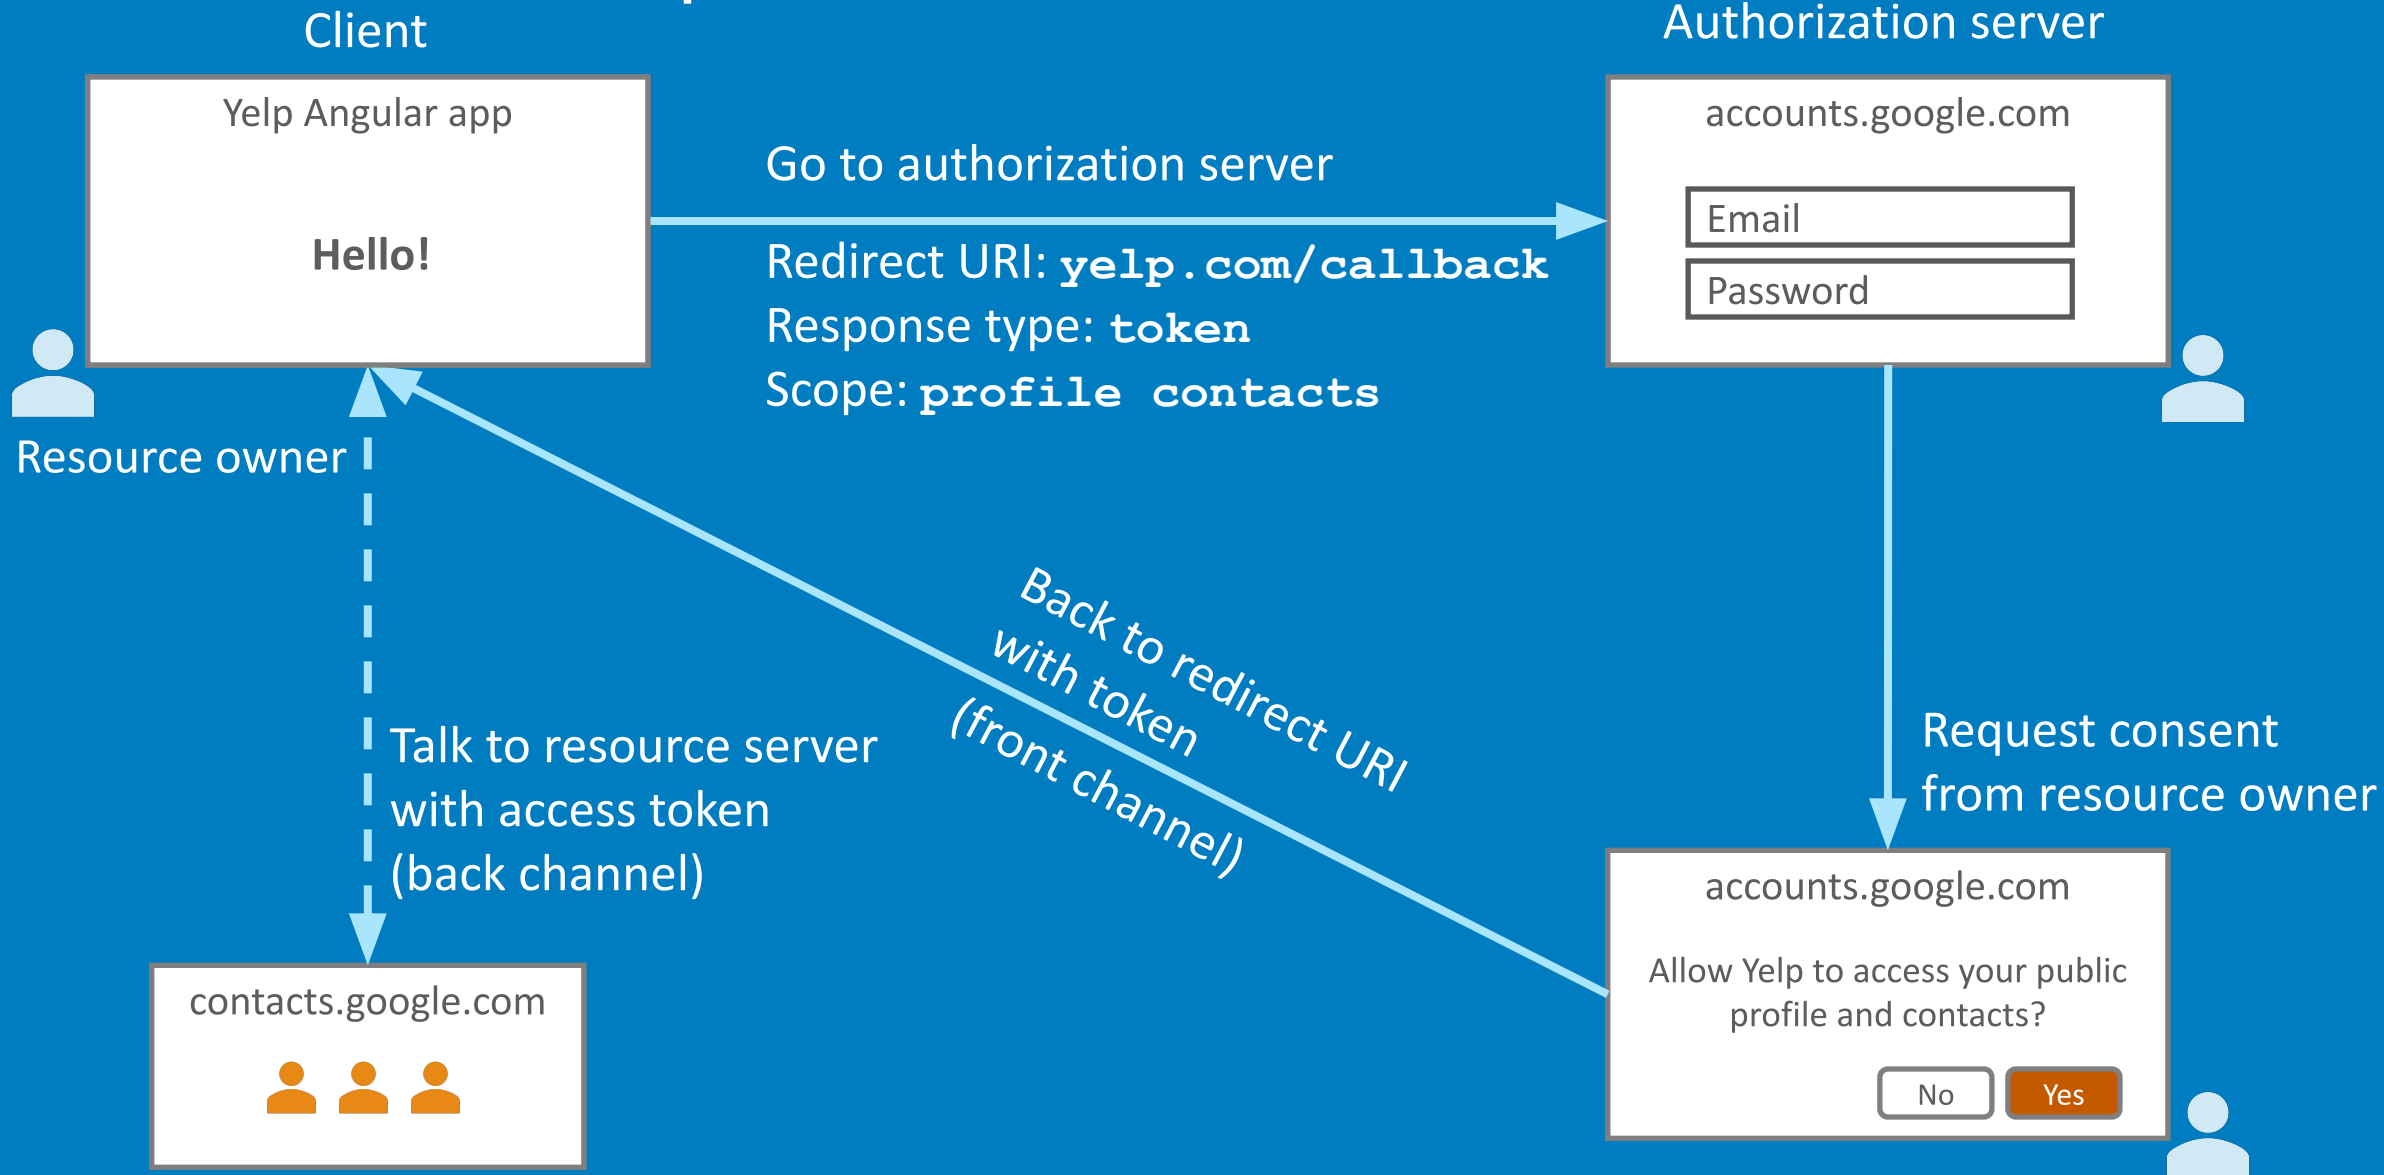 Client
Authorization server
Yelp Angular app
Hello!
Go to authorization server
Redirect URI: yelp.com/callback
Response type: token
Scope: profile contacts
accounts.google.com
Email
Password
Resource owner
Back to redirect URI
with token
(front channel)
Talk to resource server
with access token
(back channel)
Request consent
from resource owner
contacts.google.com
accounts.google.com
Allow Yelp to access your public
profile and contacts?
No
Yes